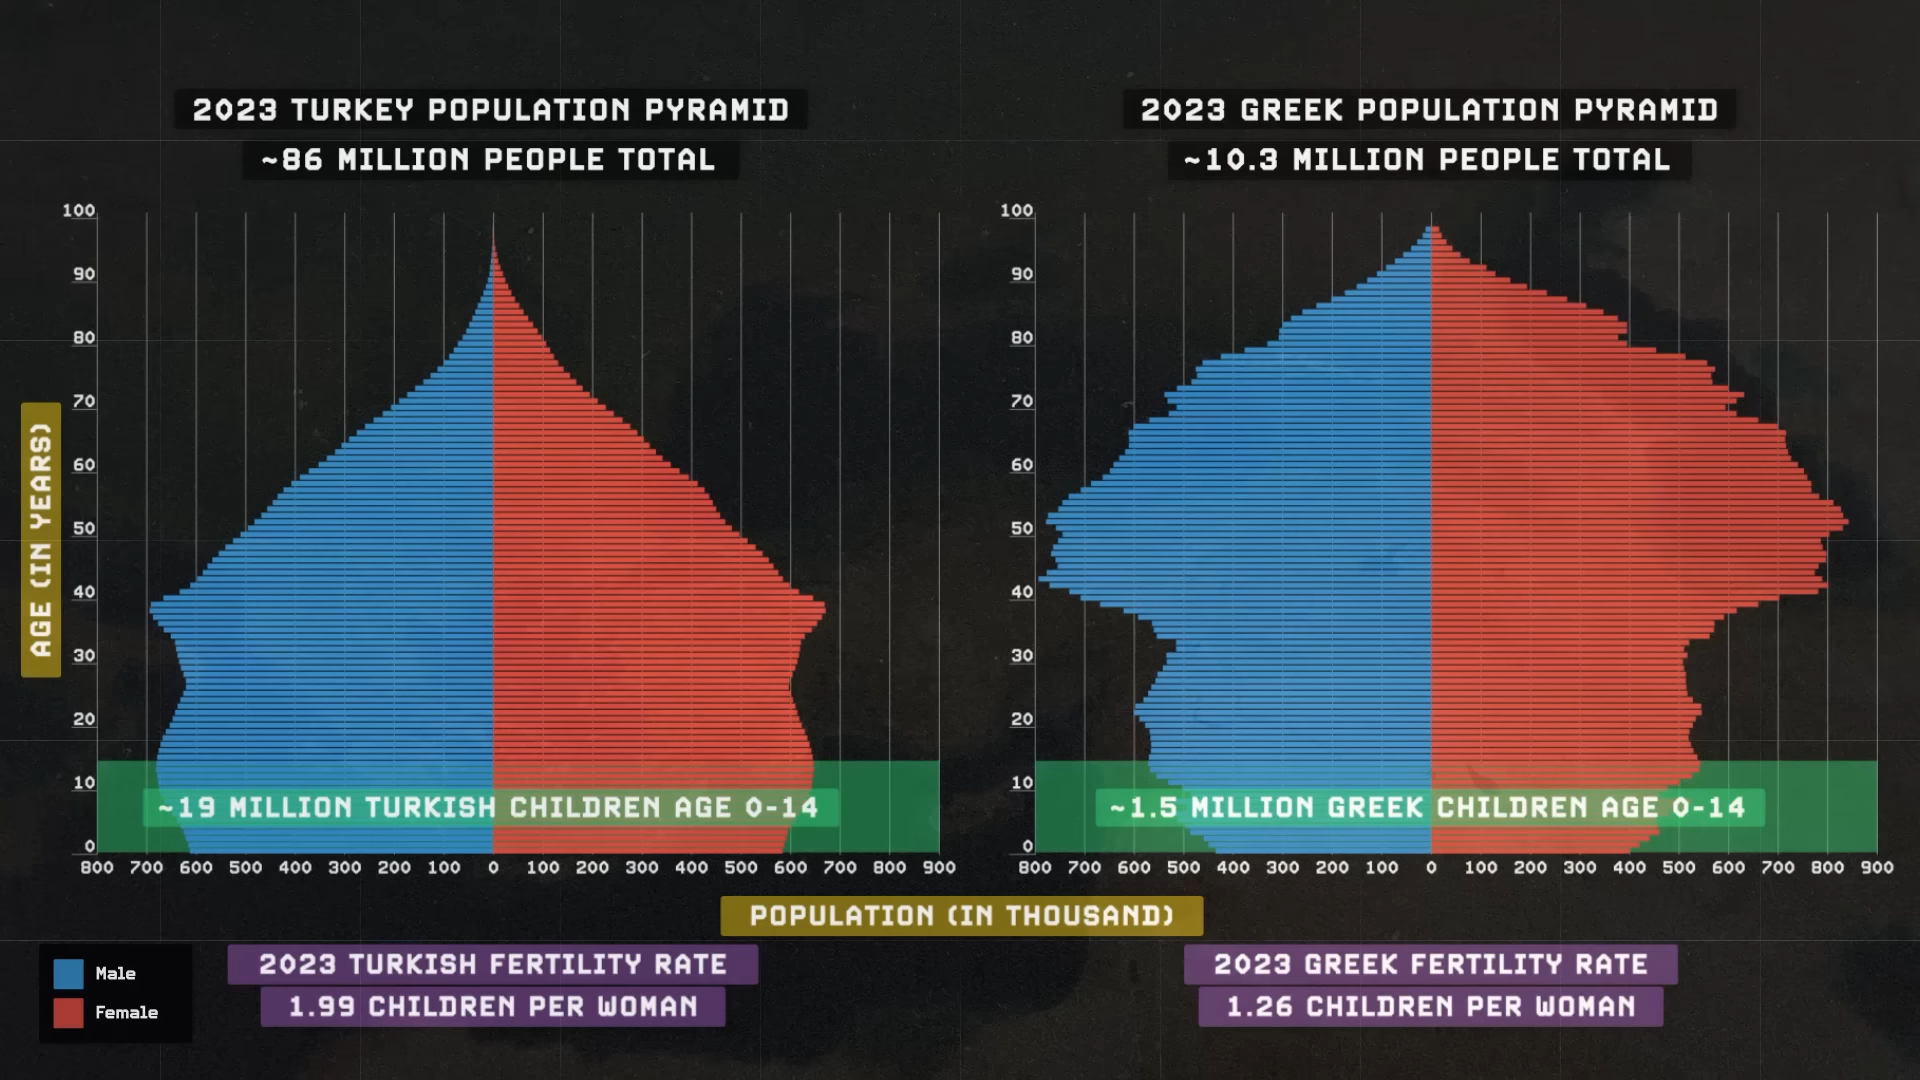 2023 TURKEY POPULATION PYRAMID
~86 MILLION PEOPLE TOTAL
2023 GREEK POPULATION PYRAMID
~10.3 MILLION PEOPLE TOTAL
AGE (IN YEARS)
100
90
80
70
60
50
40
30
20
10
0
~19 MILLION TURKISH CHILDREN AGE 0-14
800 700 600 500 400 300 200 100 0 100 200 300 400 500 600 700 800 900
100
90
80
70
60
50
40
30
20
10
0
~1.5 MILLION GREEK CHILDREN AGE 0-14
800 700 600 500 400 300 200 100 0 100 200 300 400 500 600 700 800 900
POPULATION (IN THOUSAND)
Male
Female
2023 TURKISH FERTILITY RATE
1.99 CHILDREN PER WOMAN
2023 GREEK FERTILITY RATE
1.26 CHILDREN PER WOMAN